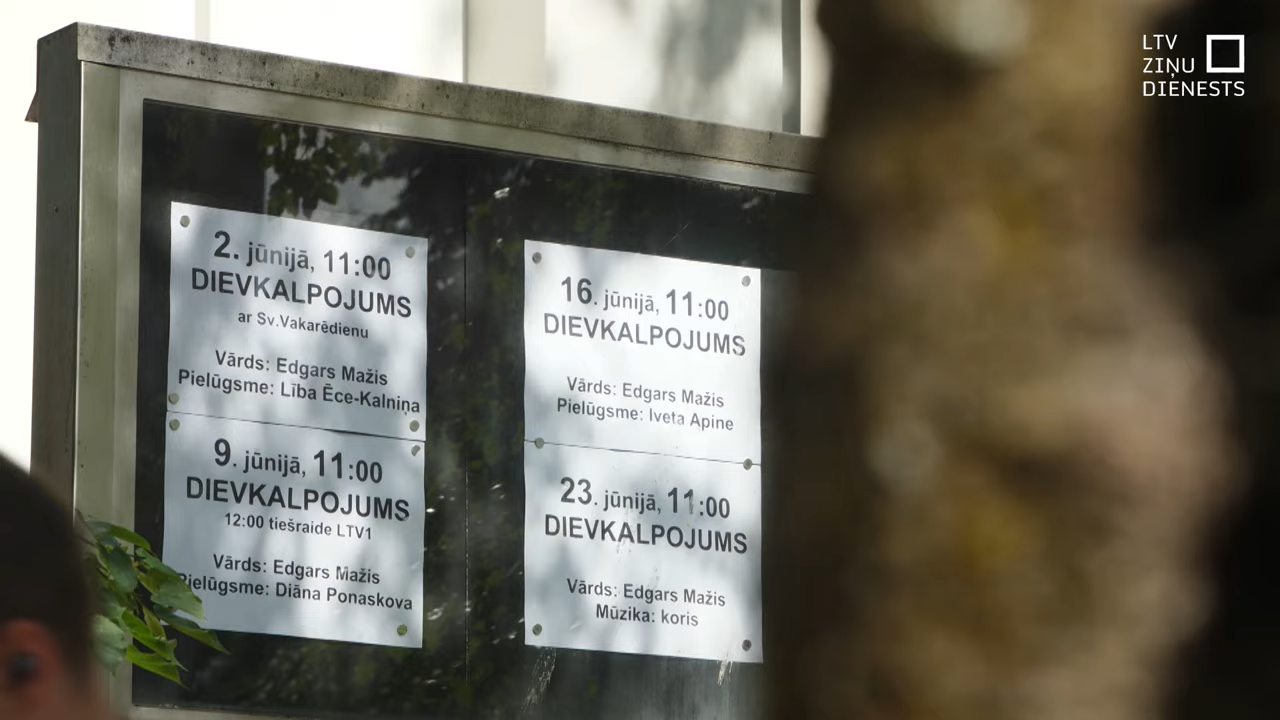 LTV
ZIŅU
DIENESTS
2. jūnijā, 11:00
DIEVKALPOJUMS
ar Sv.Vakarēdienu
Vārds: Edgars Mažis
Pielūgsme: Lība Ēce-Kalniņa
9. jūnijā, 11:00
DIEVKALPOJUMS
12:00 tiešraide LTV1
Vārds: Edgars Mažis
Pielūgsme: Diāna Ponaskova
16. jūnijā, 11:00
DIEVKALPOJUMS
Vārds: Edgars Mažis
Pielūgsme: Iveta Apine
23. jūnijā, 11:00
DIEVKALPOJUMS
Vārds: Edgars Mažis
Mūzika: koris